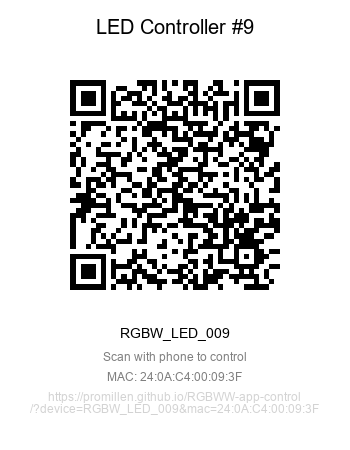 LED Controller #9
RGBW_LED_009
Scan with phone to control
MAC: 24:0A:C4:00:09:3F
https://promillen.github.io/RGBWW-app-control
/?device=RGBW_LED_009&mac=24:0A:C4:00:09:3F